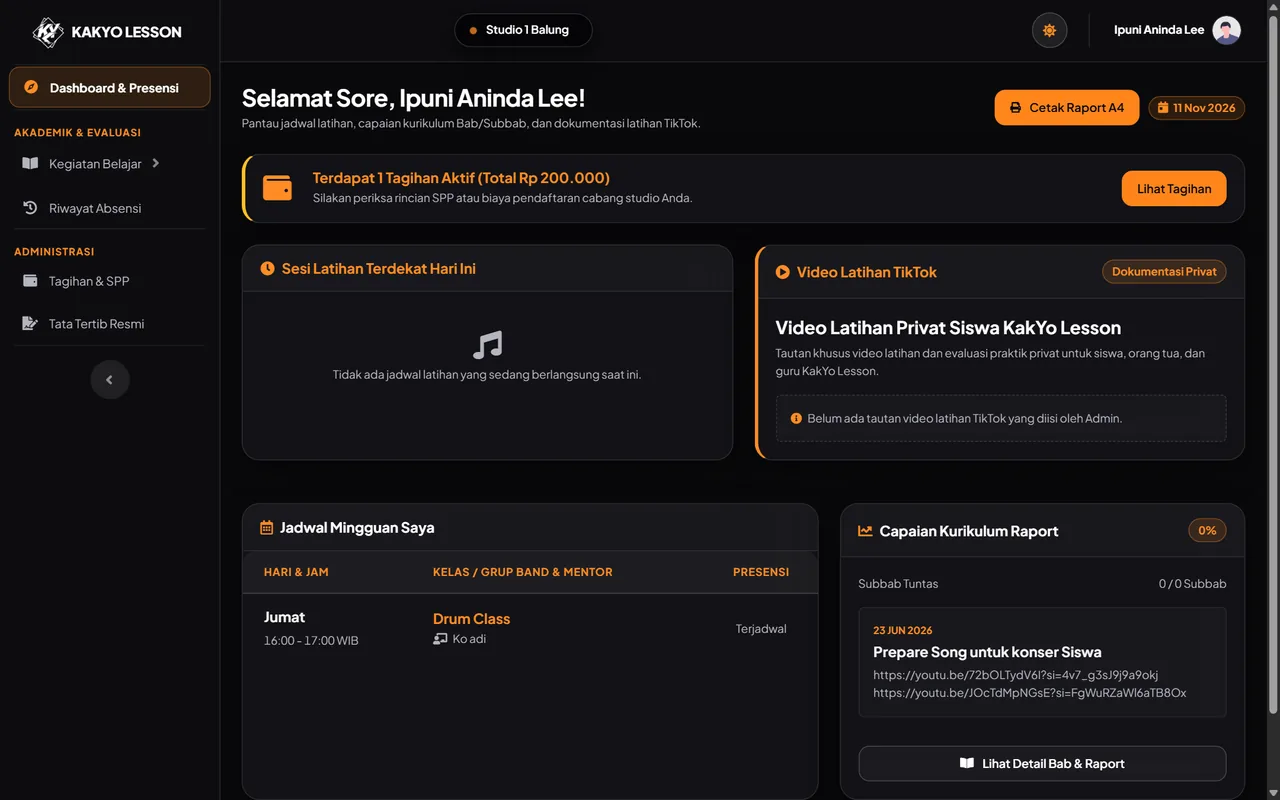 KAKYO LESSON
Studio 1 Balung
Ipuni Aninda Lee
Dashboard & Presensi
AKADEMIK & EVALUASI
Kegiatan Belajar
Riwayat Absensi
ADMINISTRASI
Tagihan & SPP
Tata Tertib Resmi
Selamat Sore, Ipuni Aninda Lee!
Pantau jadwal latihan, capaian kurikulum Bab/Subbab, dan dokumentasi latihan TikTok.
Cetak Raport A4
11 Nov 2026
Terdapat 1 Tagihan Aktif (Total Rp 200.000)
Silakan periksa rincian SPP atau biaya pendaftaran cabang studio Anda.
Lihat Tagihan
Sesi Latihan Terdekat Hari Ini
Tidak ada jadwal latihan yang sedang berlangsung saat ini.
Video Latihan TikTok
Dokumentasi Privat
Video Latihan Privat Siswa KakYo Lesson
Tautan khusus video latihan dan evaluasi praktik privat untuk siswa, orang tua, dan
guru KakYo Lesson.
Belum ada tautan video latihan TikTok yang diisi oleh Admin.
Jadwal Mingguan Saya
HARI & JAM
KELAS / GRUP BAND & MENTOR
PRESENSI
Jumat
16:00 - 17:00 WIB
Drum Class
Ko adi
Terjadwal
Capaian Kurikulum Raport
0%
Subbab Tuntas
0 / 0 Subbab
23 JUN 2026
Prepare Song untuk konser Siswa
https://youtu.be/72bOLTydV6I?si=4v7_g3sJ9j9a9okj
https://youtu.be/JOcTdMpNGsE?si=FgWuRZaWl6aTB8Ox
Lihat Detail Bab & Raport